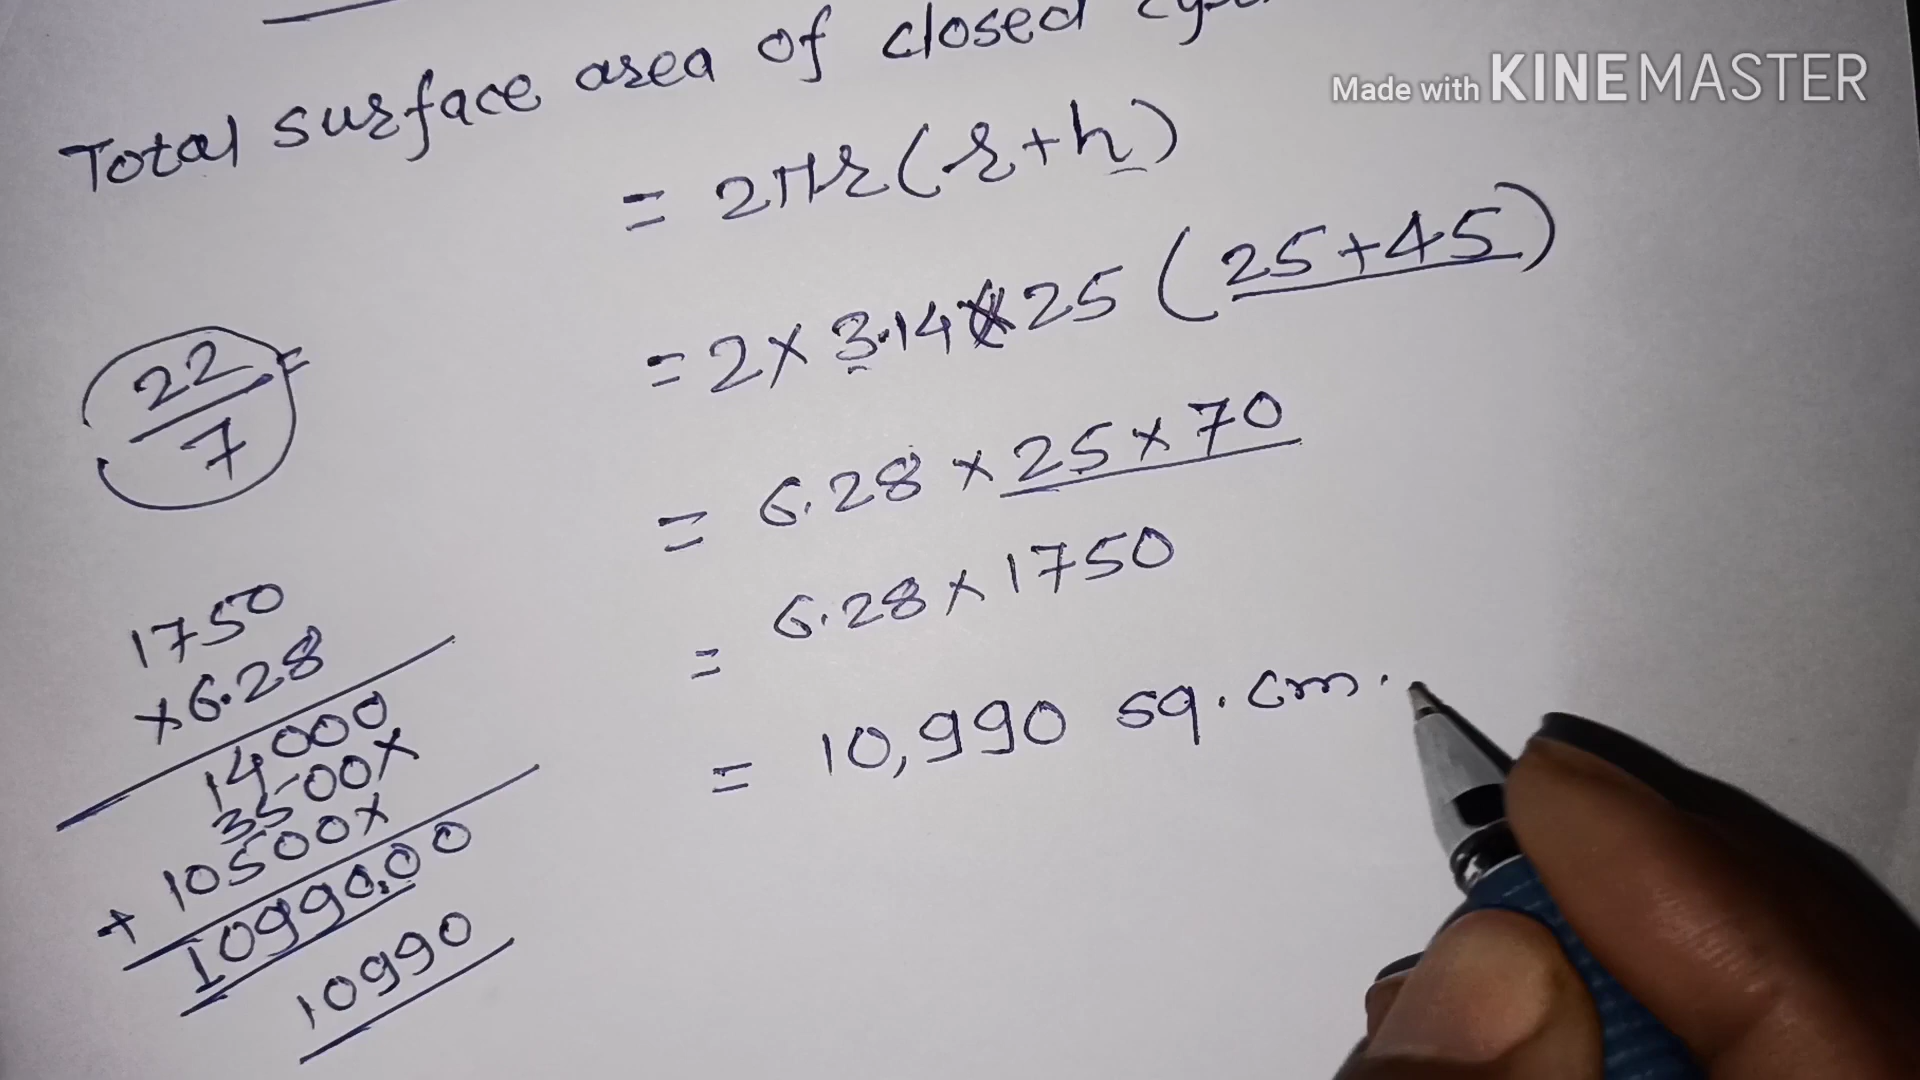 Total surface area of closed
= 2πr(r+h)
= 2 × 3.14 × 25 (25+45)
= 6.28 × 25 × 70
= 6.28 × 1750
= 10,990 sq. cm.
22
7
=
1750
×6.28
14000
3500×
+ 10500×
10990.00
10990
Made with KINEMASTER